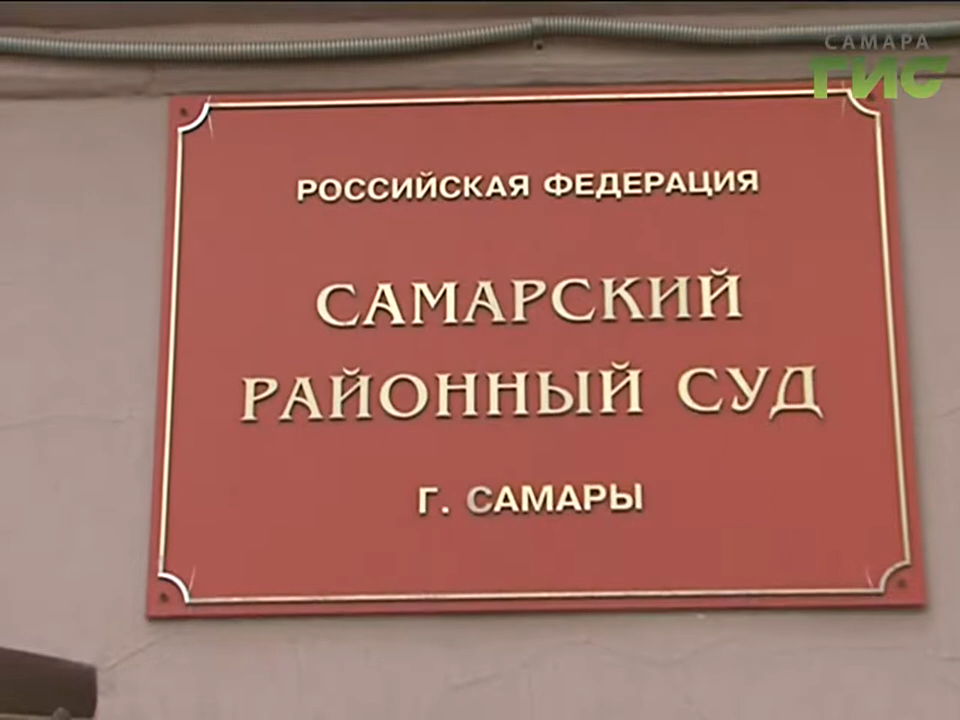 САМАРА
ГИС
РОССИЙСКАЯ ФЕДЕРАЦИЯ
САМАРСКИЙ
РАЙОННЫЙ СУД
Г. САМАРЫ